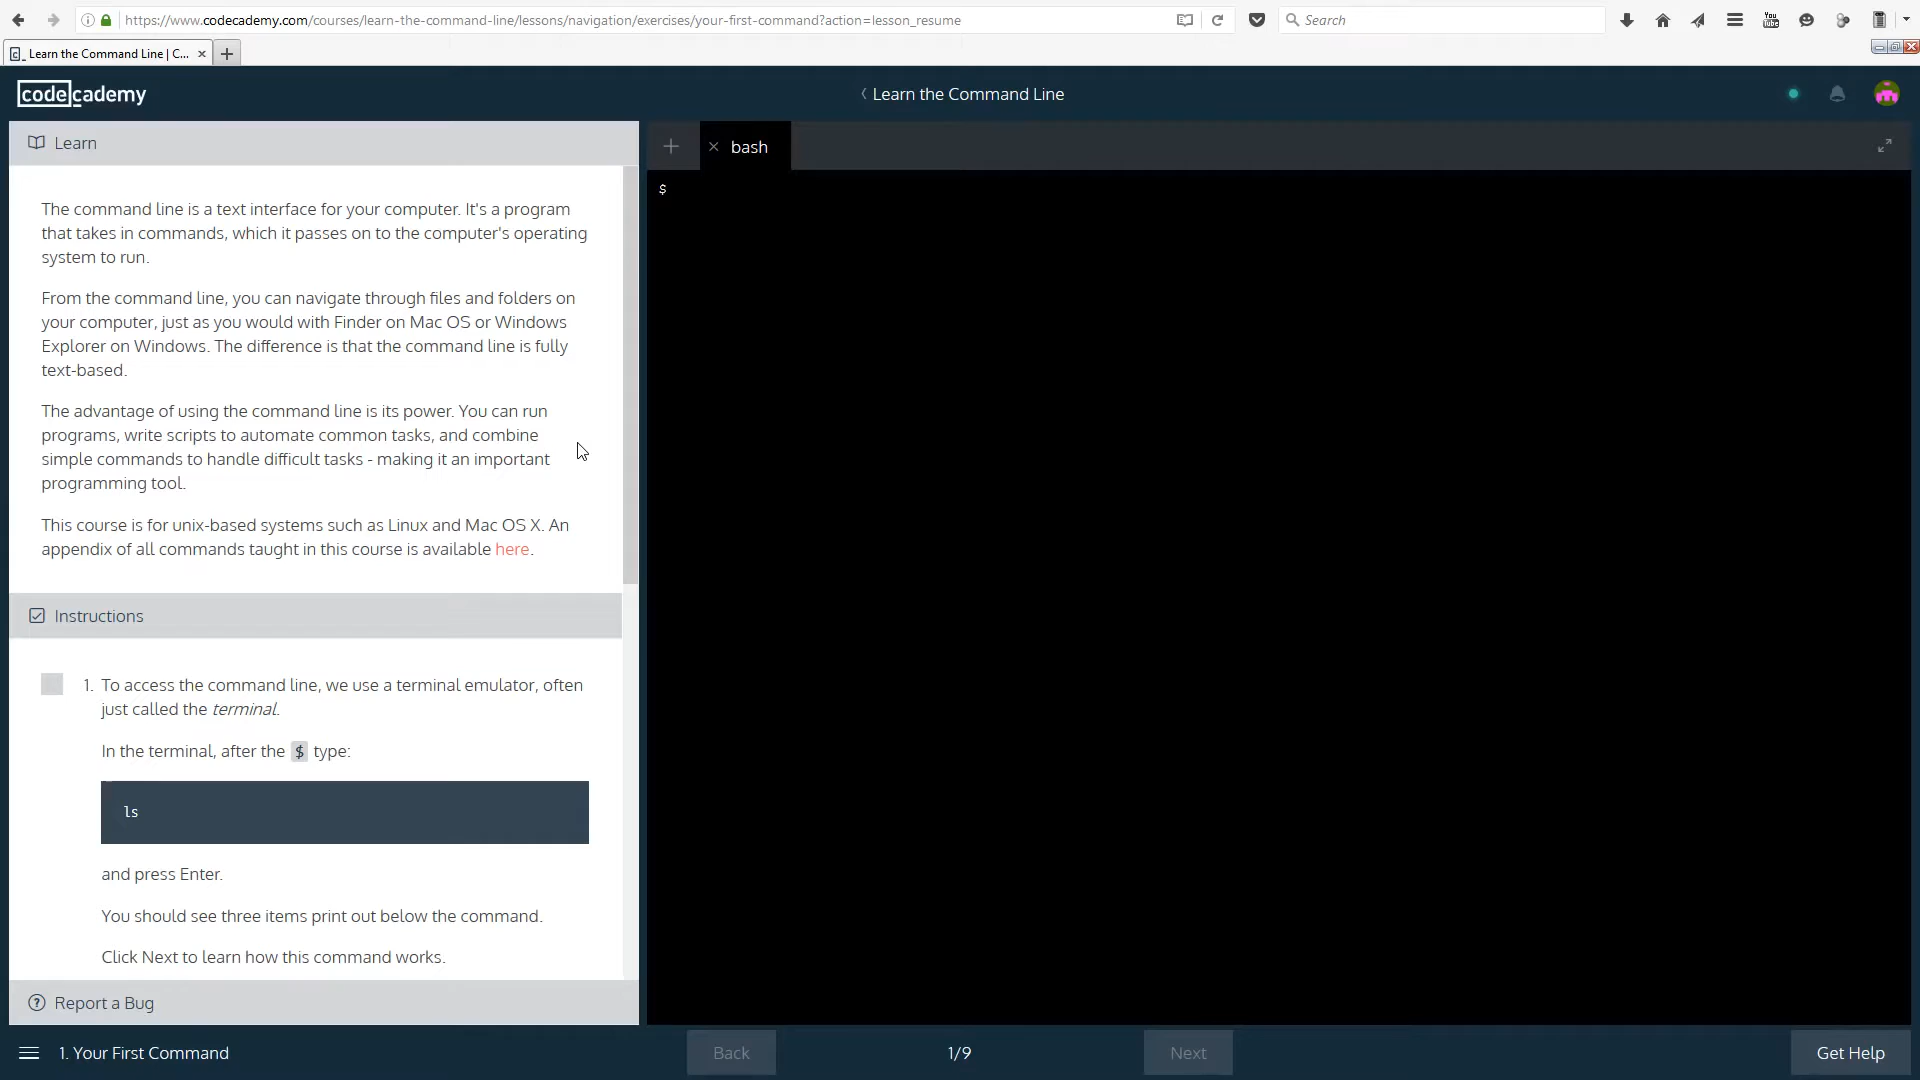 https://www.codecademy.com/courses/learn-the-command-line/lessons/navigation/exercises/your-first-command?action=lesson_resume
Search
You Tube
Learn the Command Line | C...
codecademy
Learn the Command Line
Learn
bash
$
The command line is a text interface for your computer. It's a program
that takes in commands, which it passes on to the computer's operating
system to run.
From the command line, you can navigate through files and folders on
your computer, just as you would with Finder on Mac OS or Windows
Explorer on Windows. The difference is that the command line is fully
text-based.
The advantage of using the command line is its power. You can run
programs, write scripts to automate common tasks, and combine
simple commands to handle difficult tasks - making it an important
programming tool.
This course is for unix-based systems such as Linux and Mac OS X. An
appendix of all commands taught in this course is available here.
Instructions
1. To access the command line, we use a terminal emulator, often
just called the terminal.
In the terminal, after the $ type:
ls
and press Enter.
You should see three items print out below the command.
Click Next to learn how this command works.
Report a Bug
1. Your First Command
Back
1/9
Next
Get Help